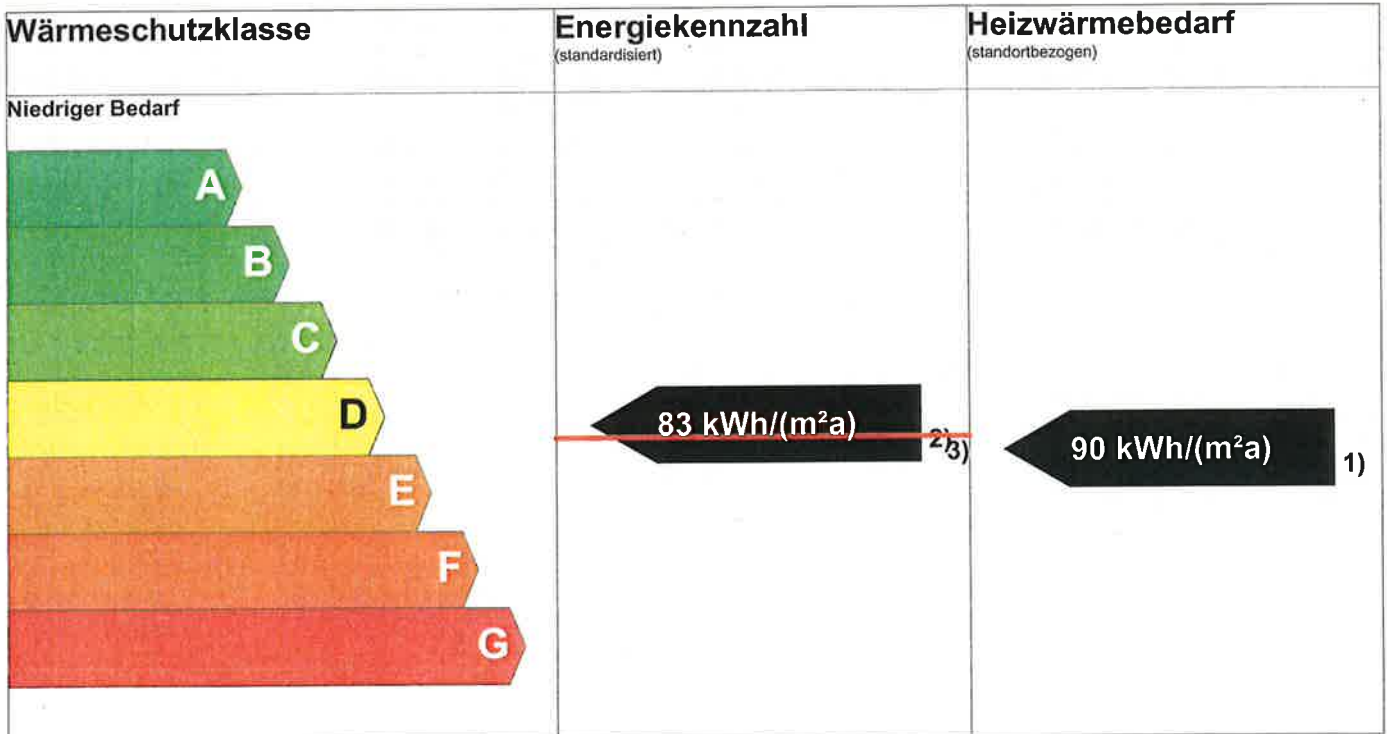 Wärmeschutzklasse
Energiekennzahl
(standardisiert)
Heizwärmebedarf
(standortbezogen)
Niedriger Bedarf
A
B
C
D
E
F
G
83 kWh/(m²a)
2)3)
90 kWh/(m²a)
1)